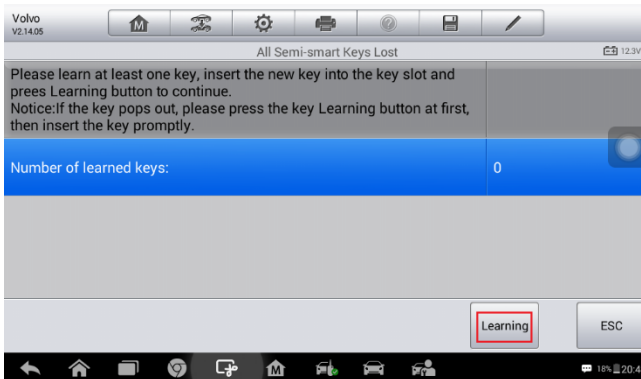 Volvo
V2.14.05
All Semi-smart Keys Lost
12.3V
Please learn at least one key, insert the new key into the key slot and
prees Learning button to continue.
Notice:If the key pops out, please press the key Learning button at first,
then insert the key promptly.
Number of learned keys: 0
Learning
ESC
18% 20:4